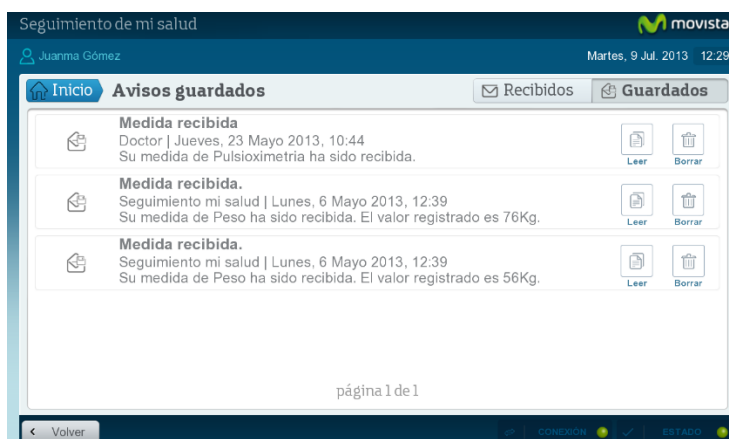 Seguimiento de mi salud
movista
Juanma Gómez
Martes, 9 Jul. 2013 12:29
Inicio Avisos guardados Recibidos Guardados
Medida recibida
Doctor | Jueves, 23 Mayo 2013, 10:44
Su medida de Pulsioximetria ha sido recibida.
Leer Borrar
Medida recibida.
Seguimiento mi salud | Lunes, 6 Mayo 2013, 12:39
Su medida de Peso ha sido recibida. El valor registrado es 76Kg.
Leer Borrar
Medida recibida.
Seguimiento mi salud | Lunes, 6 Mayo 2013, 12:39
Su medida de Peso ha sido recibida. El valor registrado es 56Kg.
Leer Borrar
página 1 de 1
Volver CONEXIÓN ESTADO